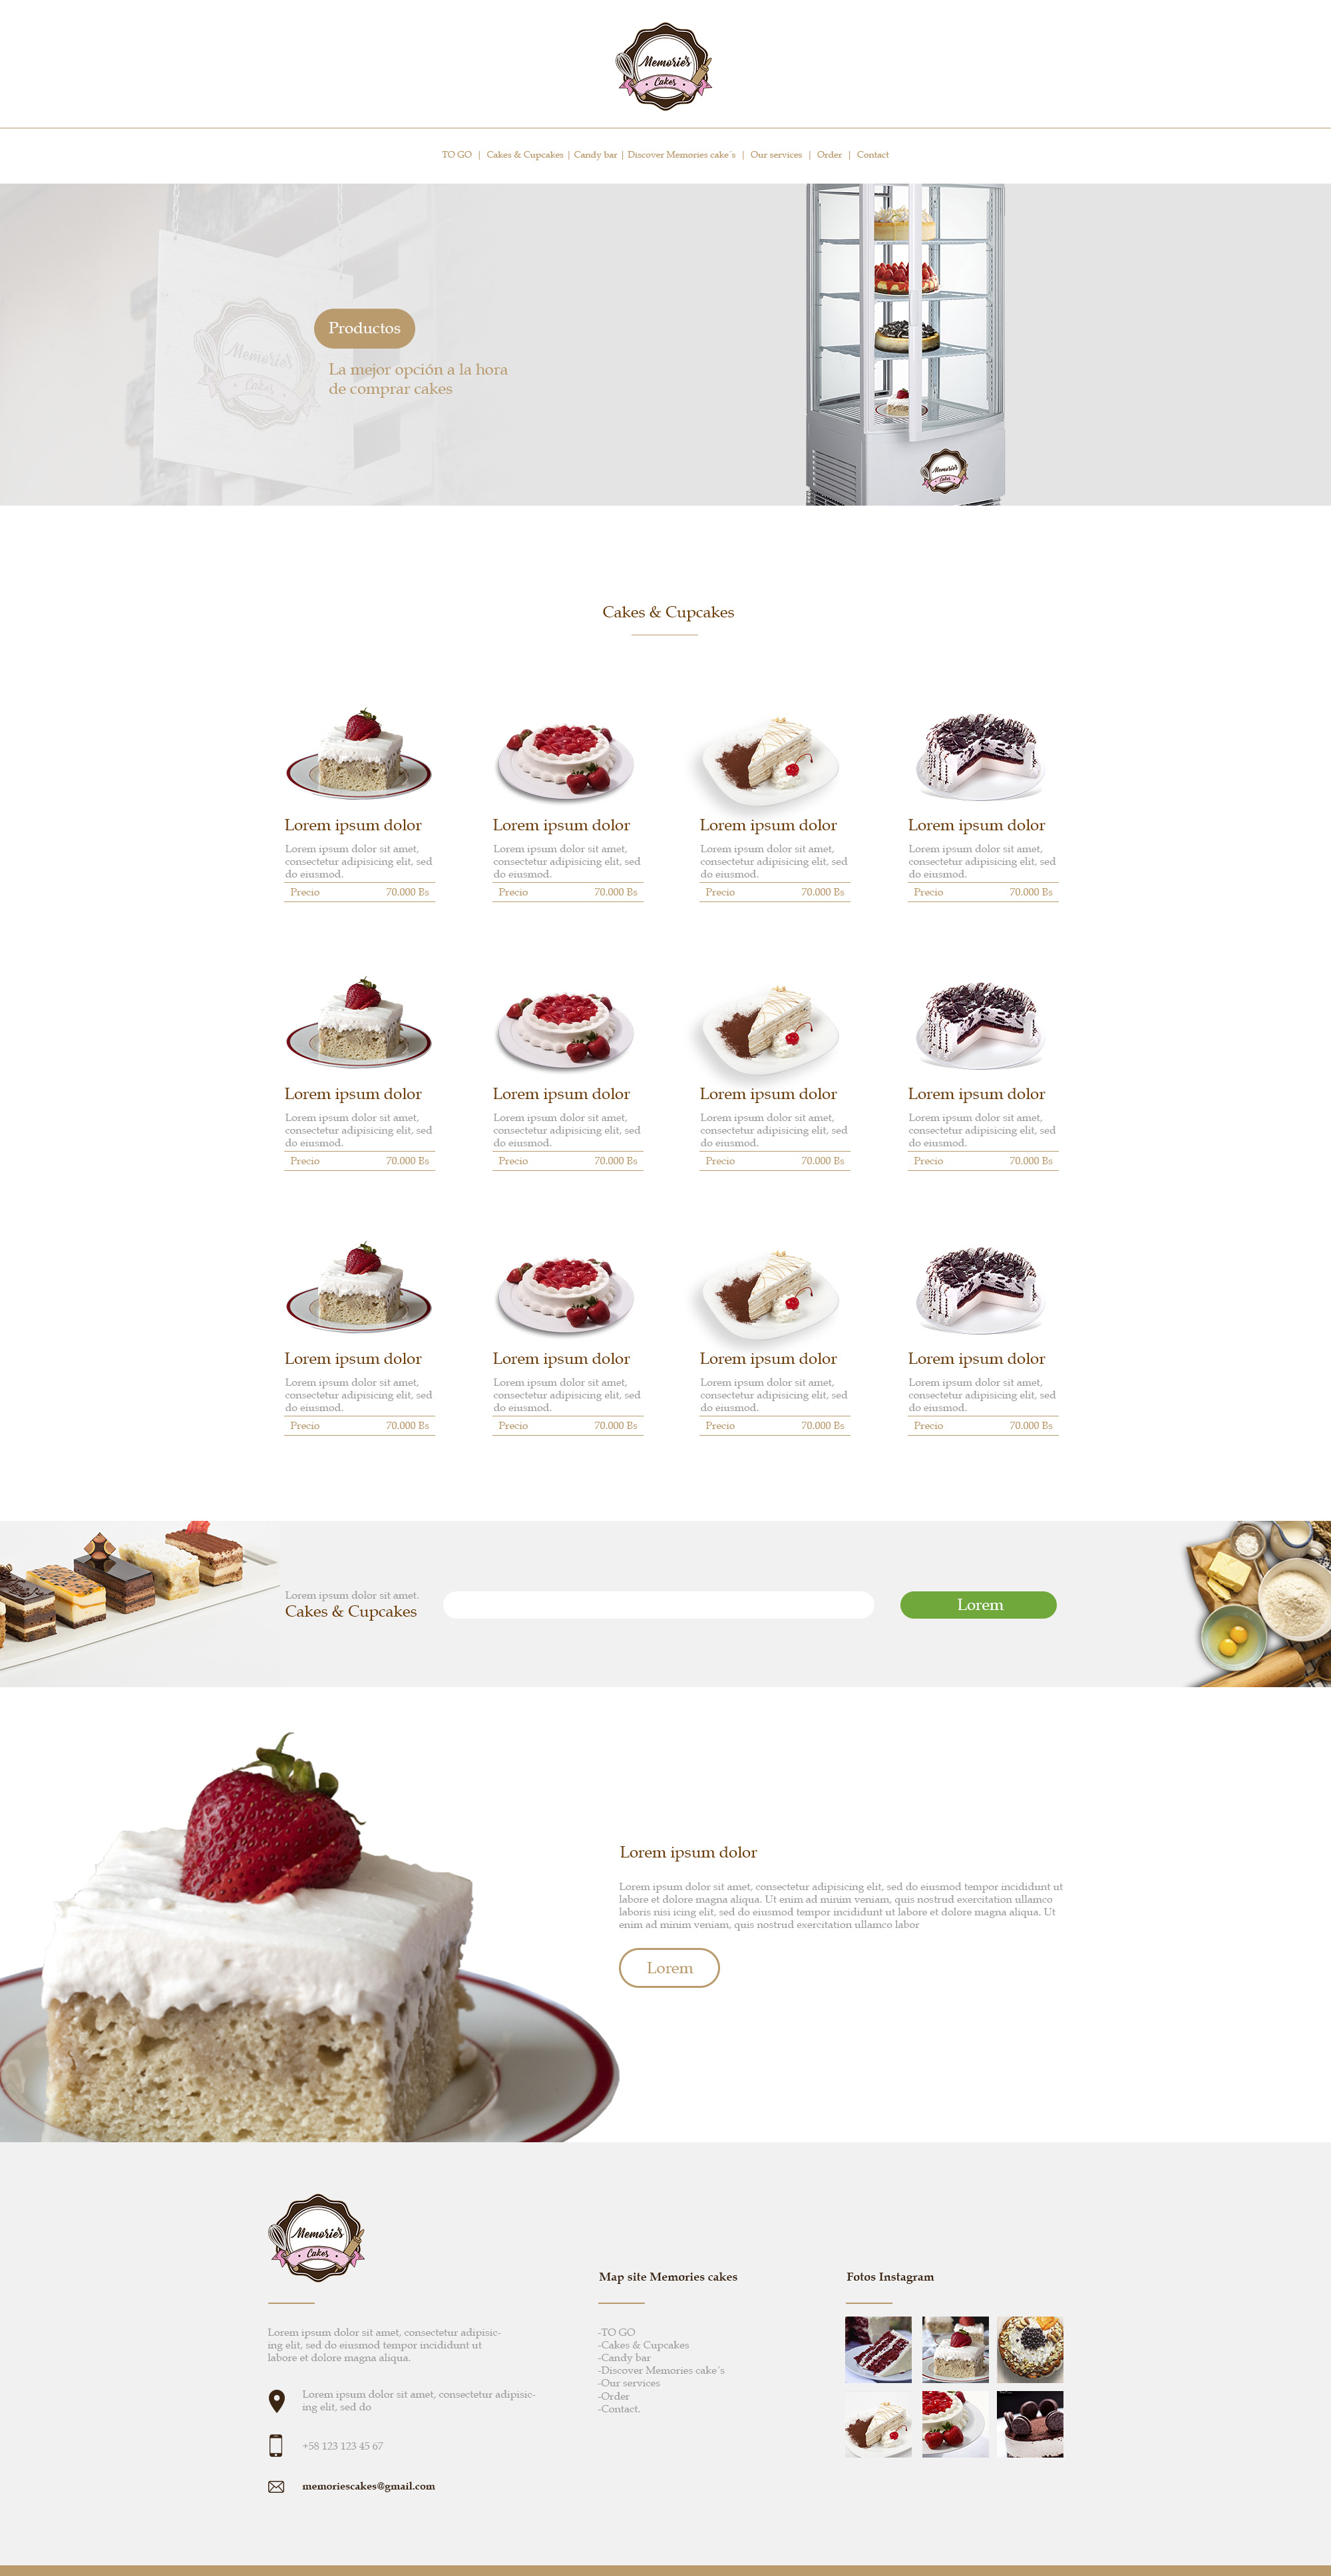 Memorie's
Cakes
TO GO | Cakes & Cupcakes | Candy bar | Discover Memories cake´s | Our services | Order | Contact
Memorie's
Cakes
Productos
La mejor opción a la hora
de comprar cakes
Memorie's
Cakes
Cakes & Cupcakes
Lorem ipsum dolor
Lorem ipsum dolor sit amet,
consectetur adipisicing elit, sed
do eiusmod.
Precio 70.000 Bs
Lorem ipsum dolor
Lorem ipsum dolor sit amet,
consectetur adipisicing elit, sed
do eiusmod.
Precio 70.000 Bs
Lorem ipsum dolor
Lorem ipsum dolor sit amet,
consectetur adipisicing elit, sed
do eiusmod.
Precio 70.000 Bs
Lorem ipsum dolor
Lorem ipsum dolor sit amet,
consectetur adipisicing elit, sed
do eiusmod.
Precio 70.000 Bs
Lorem ipsum dolor
Lorem ipsum dolor sit amet,
consectetur adipisicing elit, sed
do eiusmod.
Precio 70.000 Bs
Lorem ipsum dolor
Lorem ipsum dolor sit amet,
consectetur adipisicing elit, sed
do eiusmod.
Precio 70.000 Bs
Lorem ipsum dolor
Lorem ipsum dolor sit amet,
consectetur adipisicing elit, sed
do eiusmod.
Precio 70.000 Bs
Lorem ipsum dolor
Lorem ipsum dolor sit amet,
consectetur adipisicing elit, sed
do eiusmod.
Precio 70.000 Bs
Lorem ipsum dolor
Lorem ipsum dolor sit amet,
consectetur adipisicing elit, sed
do eiusmod.
Precio 70.000 Bs
Lorem ipsum dolor
Lorem ipsum dolor sit amet,
consectetur adipisicing elit, sed
do eiusmod.
Precio 70.000 Bs
Lorem ipsum dolor
Lorem ipsum dolor sit amet,
consectetur adipisicing elit, sed
do eiusmod.
Precio 70.000 Bs
Lorem ipsum dolor
Lorem ipsum dolor sit amet,
consectetur adipisicing elit, sed
do eiusmod.
Precio 70.000 Bs
Lorem ipsum dolor sit amet.
Cakes & Cupcakes
Lorem
Lorem ipsum dolor
Lorem ipsum dolor sit amet, consectetur adipisicing elit, sed do eiusmod tempor incididunt ut
labore et dolore magna aliqua. Ut enim ad minim veniam, quis nostrud exercitation ullamco
laboris nisi icing elit, sed do eiusmod tempor incididunt ut labore et dolore magna aliqua. Ut
enim ad minim veniam, quis nostrud exercitation ullamco labor
Lorem
Memorie's
Cakes
Lorem ipsum dolor sit amet, consectetur adipisic-
ing elit, sed do eiusmod tempor incididunt ut
labore et dolore magna aliqua.
Lorem ipsum dolor sit amet, consectetur adipisic-
ing elit, sed do
+58 123 123 45 67
memoriescakes@gmail.com
Map site Memories cakes
-TO GO
-Cakes & Cupcakes
-Candy bar
-Discover Memories cake´s
-Our services
-Order
-Contact.
Fotos Instagram